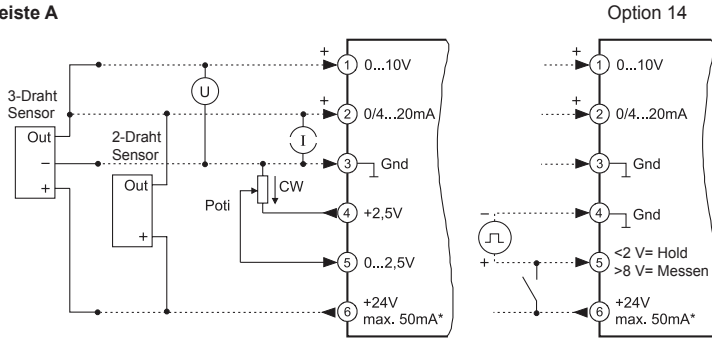 eiste A
Option 14
3-Draht
Sensor
Out
–
+
2-Draht
Sensor
Out
+
U
I
Poti
CW
+
1
0...10V
+
2
0/4...20mA
3
Gnd
4
+2,5V
5
0...2,5V
6
+24V
max. 50mA*
+
1
0...10V
+
2
0/4...20mA
3
Gnd
–
4
Gnd
+
5
<2 V= Hold
>8 V= Messen
6
+24V
max. 50mA*